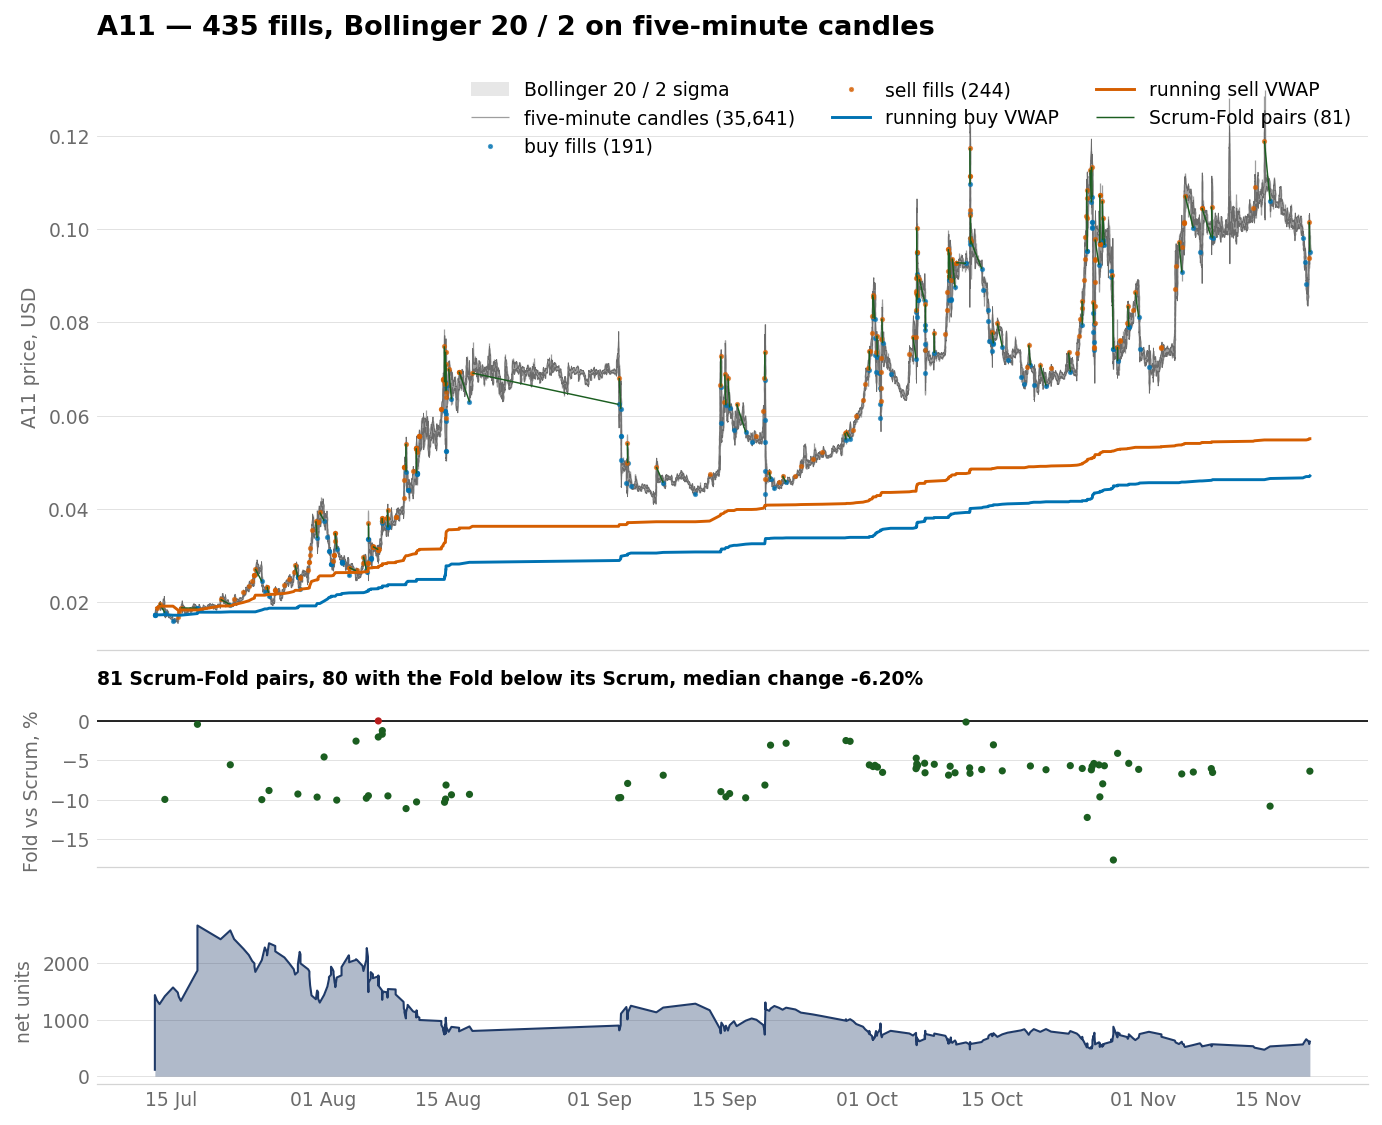 A11 — 435 fills, Bollinger 20 / 2 on five-minute candles
Bollinger 20 / 2 sigma
five-minute candles (35,641)
buy fills (191)
sell fills (244)
running buy VWAP
running sell VWAP
Scrum-Fold pairs (81)
A11 price, USD
0.12
0.10
0.08
0.06
0.04
0.02
81 Scrum-Fold pairs, 80 with the Fold below its Scrum, median change -6.20%
Fold vs Scrum, %
0
−5
−10
−15
net units
2000
1000
0
15 Jul
01 Aug
15 Aug
01 Sep
15 Sep
01 Oct
15 Oct
01 Nov
15 Nov